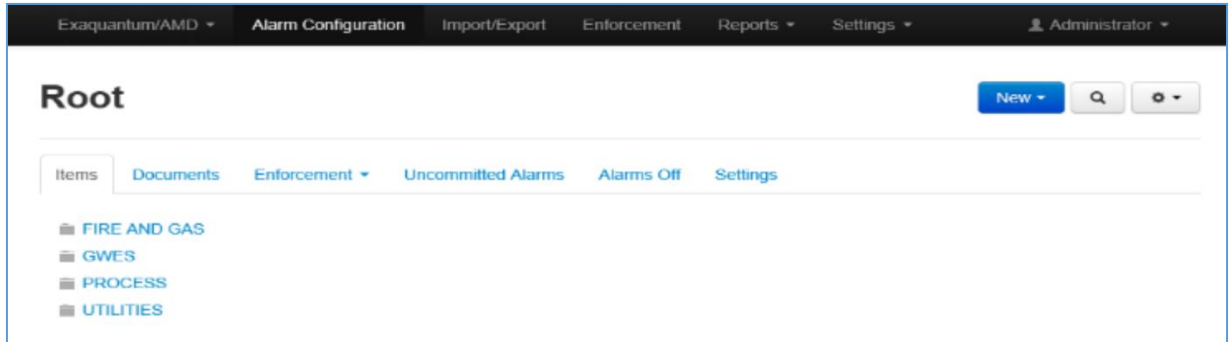 Exaquantum/AMD Alarm Configuration Import/Export Enforcement Reports Settings Administrator
Root New
Items Documents Enforcement Uncommitted Alarms Alarms Off Settings
FIRE AND GAS
GWES
PROCESS
UTILITIES